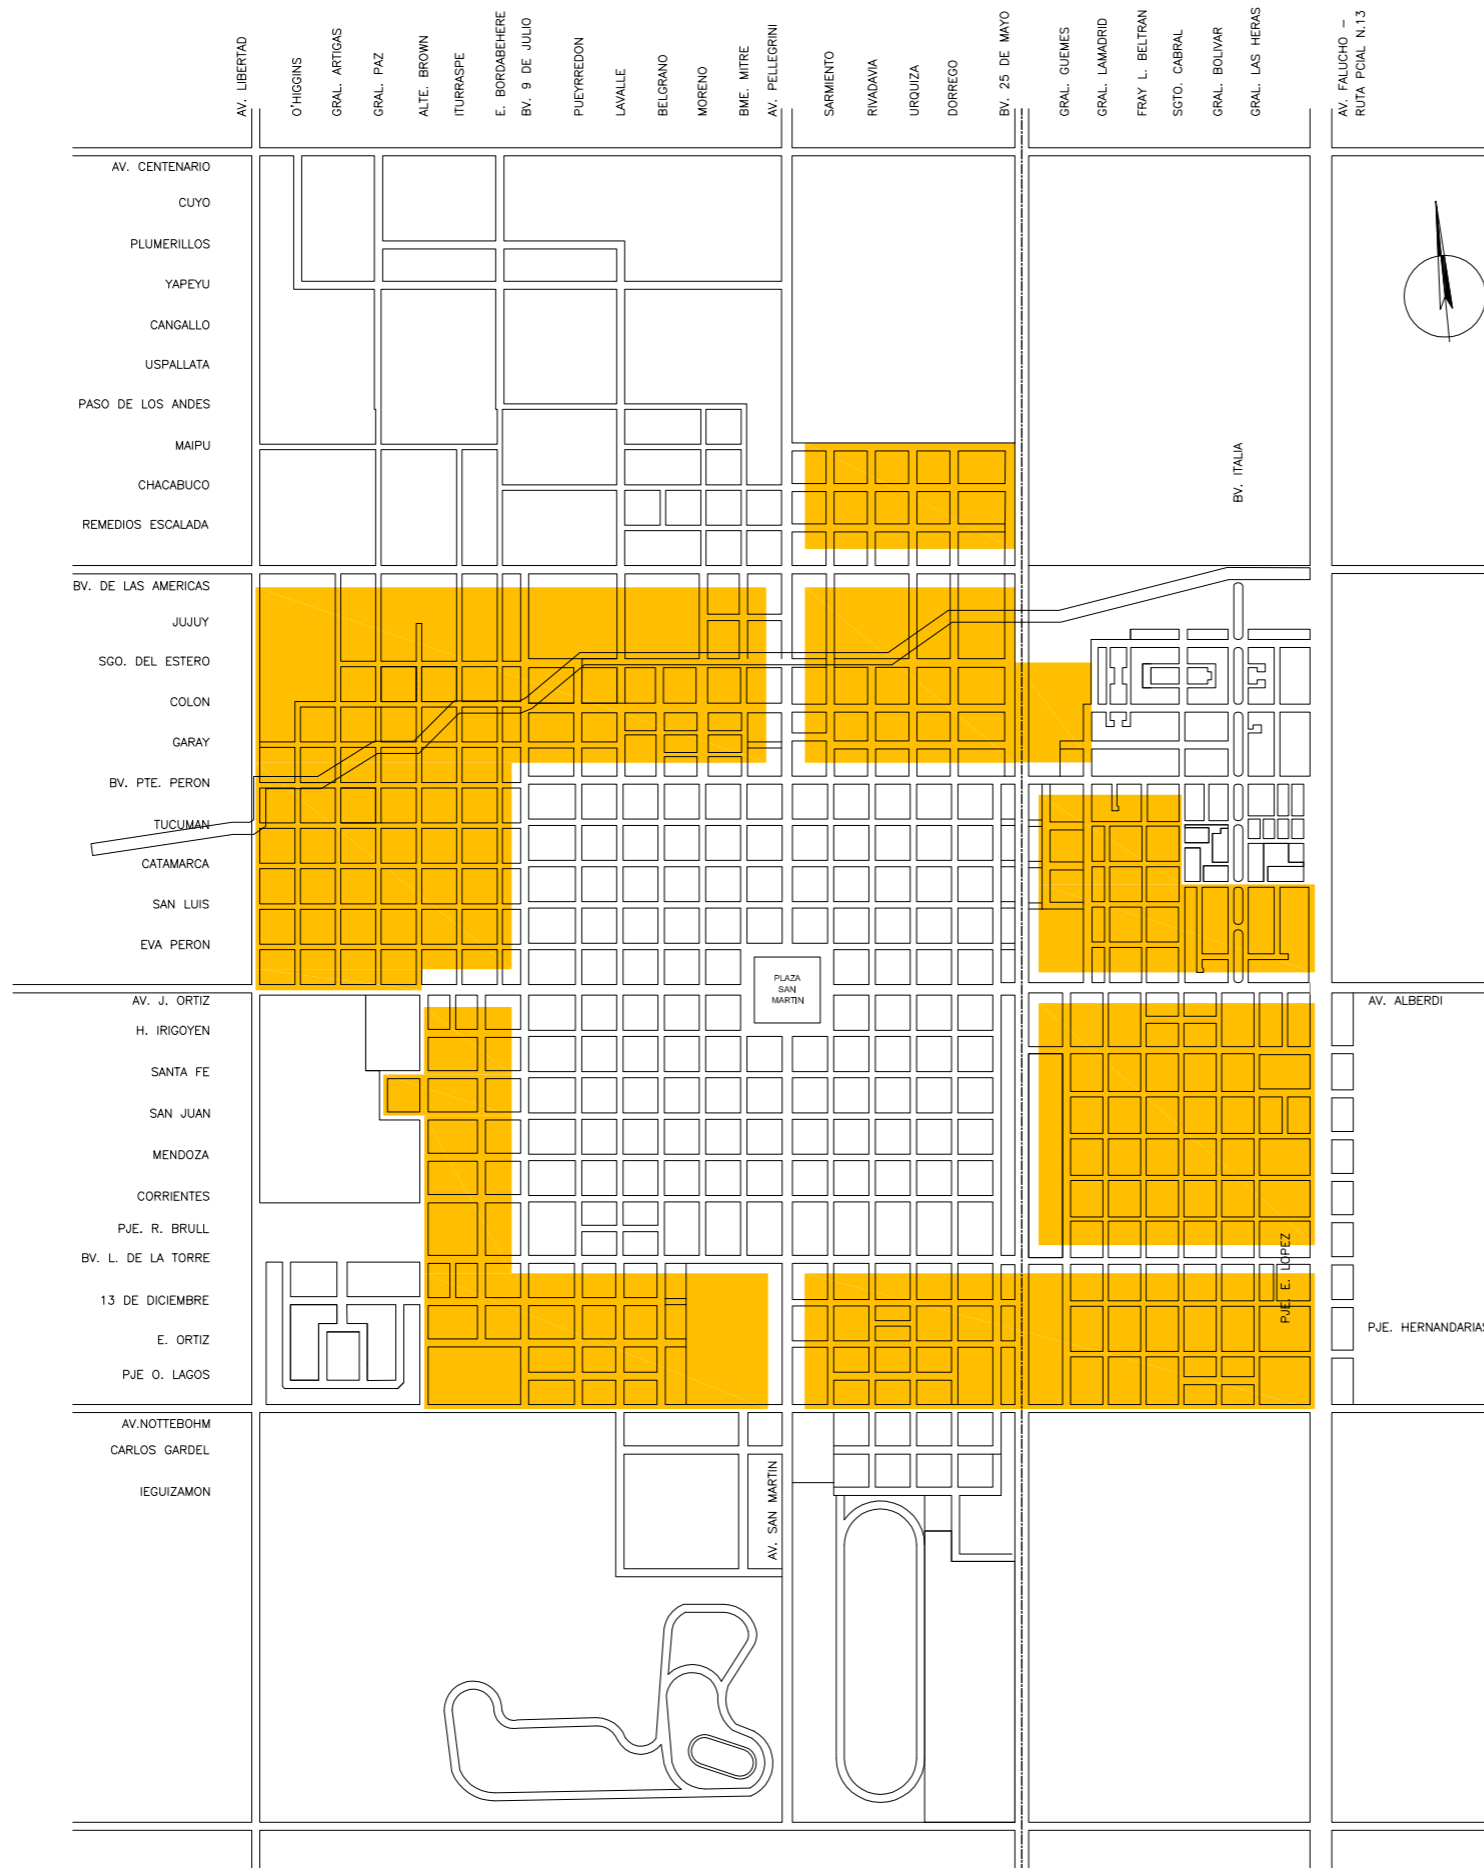 AV. LIBERTAD
O'HIGGINS
GRAL. ARTIGAS
GRAL. PAZ
ALTE. BROWN
ITURRASPE
E. BORDABEHERE
BV. 9 DE JULIO
PUEYRREDON
LAVALLE
BELGRANO
MORENO
BME. MITRE
AV. PELLEGRINI
SARMIENTO
RIVADAVIA
URQUIZA
DORREGO
BV. 25 DE MAYO
GRAL. GUEMES
GRAL. LAMADRID
FRAY L. BELTRAN
SGTO. CABRAL
GRAL. BOLIVAR
GRAL. LAS HERAS
AV. FALUCHO –
RUTA PCIAL N.13
AV. CENTENARIO
CUYO
PLUMERILLOS
YAPEYU
CANGALLO
USPALLATA
PASO DE LOS ANDES
MAIPU
CHACABUCO
REMEDIOS ESCALADA
BV. ITALIA
BV. DE LAS AMERICAS
JUJUY
SGO. DEL ESTERO
COLON
GARAY
BV. PTE. PERON
TUCUMAN
CATAMARCA
SAN LUIS
EVA PERON
PLAZA
SAN
MARTIN
AV. J. ORTIZ
AV. ALBERDI
H. IRIGOYEN
SANTA FE
SAN JUAN
MENDOZA
CORRIENTES
PJE. R. BRULL
BV. L. DE LA TORRE
PJE. E. LOPEZ
13 DE DICIEMBRE
PJE. HERNANDARIAS
E. ORTIZ
PJE O. LAGOS
AV.NOTTEBOHM
CARLOS GARDEL
IEGUIZAMON
AV. SAN MARTIN